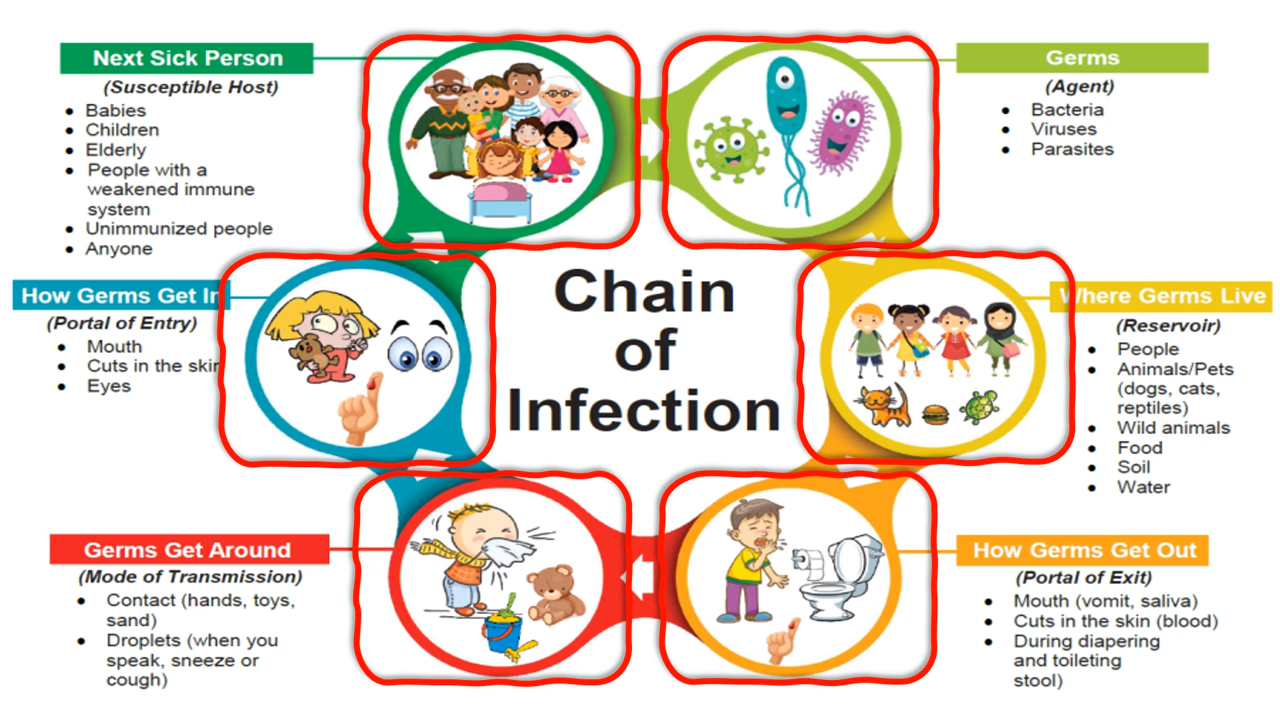 Next Sick Person
(Susceptible Host)
• Babies
• Children
• Elderly
• People with a
weakened immune
system
• Unimmunized people
• Anyone
Germs
(Agent)
• Bacteria
• Viruses
• Parasites
Chain
of
Infection
How Germs Get In
(Portal of Entry)
• Mouth
• Cuts in the skin
• Eyes
Where Germs Live
(Reservoir)
• People
• Animals/Pets
(dogs, cats,
reptiles)
• Wild animals
• Food
• Soil
• Water
Germs Get Around
(Mode of Transmission)
• Contact (hands, toys,
sand)
• Droplets (when you
speak, sneeze or
cough)
How Germs Get Out
(Portal of Exit)
• Mouth (vomit, saliva)
• Cuts in the skin (blood)
• During diapering
and toileting
stool)